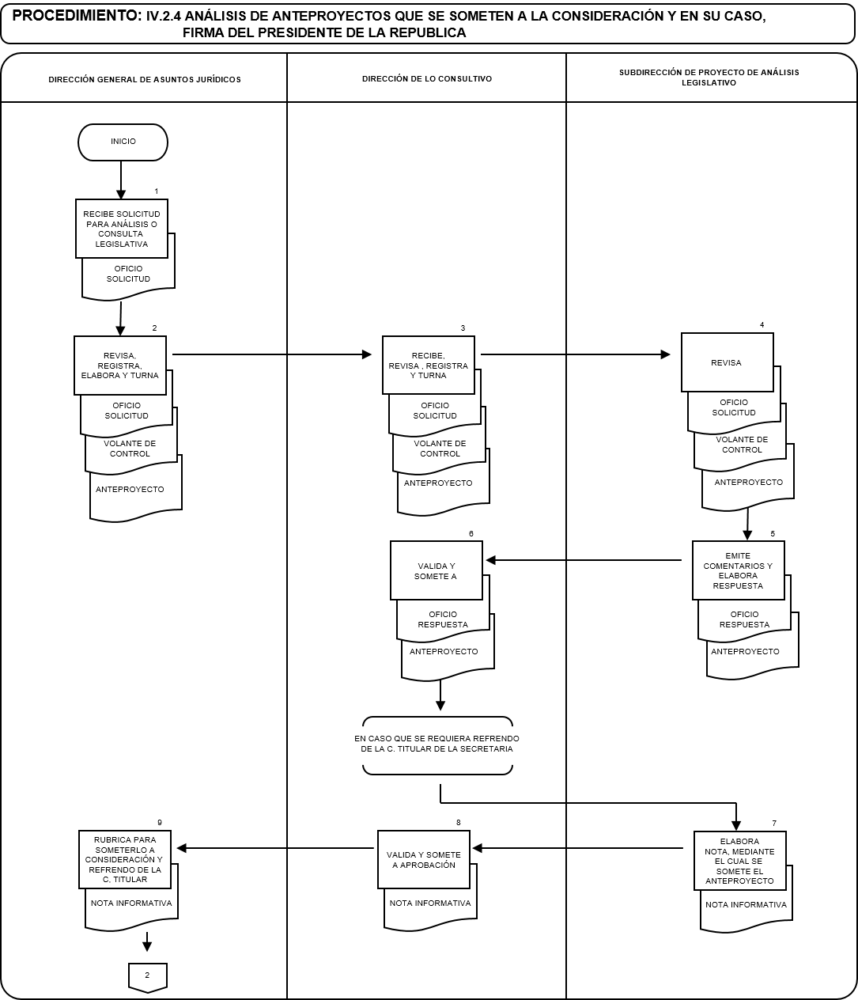 PROCEDIMIENTO: IV.2.4 ANÁLISIS DE ANTEPROYECTOS QUE SE SOMETEN A LA CONSIDERACIÓN Y EN SU CASO,
FIRMA DEL PRESIDENTE DE LA REPUBLICA
DIRECCIÓN GENERAL DE ASUNTOS JURÍDICOS
DIRECCIÓN DE LO CONSULTIVO
SUBDIRECCIÓN DE PROYECTO DE ANÁLISIS
LEGISLATIVO
INICIO
1
RECIBE SOLICITUD
PARA ANÁLISIS O
CONSULTA
LEGISLATIVA
OFICIO
SOLICITUD
2
REVISA,
REGISTRA,
ELABORA Y TURNA
OFICIO
SOLICITUD
VOLANTE DE
CONTROL
ANTEPROYECTO
3
RECIBE,
REVISA , REGISTRA
Y TURNA
OFICIO
SOLICITUD
VOLANTE DE
CONTROL
ANTEPROYECTO
4
REVISA
OFICIO
SOLICITUD
VOLANTE DE
CONTROL
ANTEPROYECTO
5
EMITE
COMENTARIOS Y
ELABORA
RESPUESTA
OFICIO
RESPUESTA
ANTEPROYECTO
6
VALIDA Y
SOMETE A
OFICIO
RESPUESTA
ANTEPROYECTO
EN CASO QUE SE REQUIERA REFRENDO
DE LA C. TITULAR DE LA SECRETARIA
7
ELABORA
NOTA, MEDIANTE
EL CUAL SE
SOMETE EL
ANTEPROYECTO
NOTA INFORMATIVA
8
VALIDA Y SOMETE
A APROBACIÓN
NOTA INFORMATIVA
9
RUBRICA PARA
SOMETERLO A
CONSIDERACIÓN Y
REFRENDO DE LA
C, TITULAR
NOTA INFORMATIVA
2